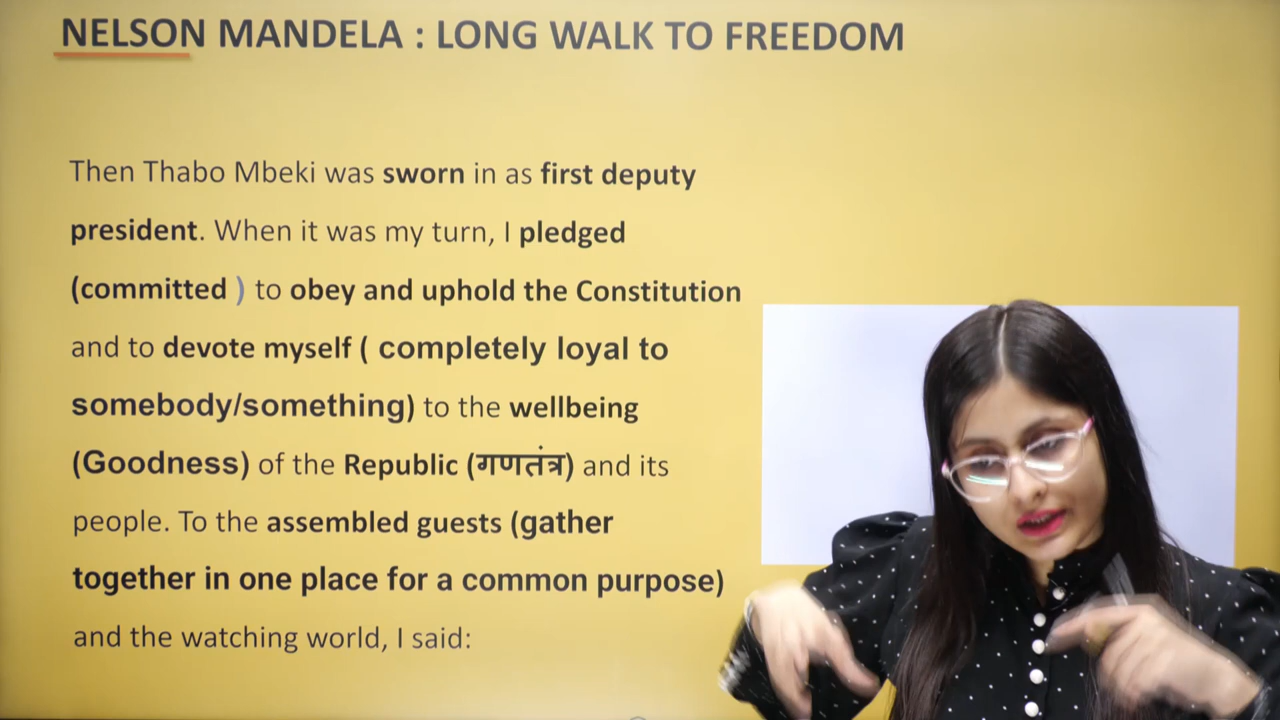 NELSON MANDELA : LONG WALK TO FREEDOM
Then Thabo Mbeki was sworn in as first deputy
president. When it was my turn, I pledged
(committed ) to obey and uphold the Constitution
and to devote myself ( completely loyal to
somebody/something) to the wellbeing
(Goodness) of the Republic (गणतंत्र) and its
people. To the assembled guests (gather
together in one place for a common purpose)
and the watching world, I said: